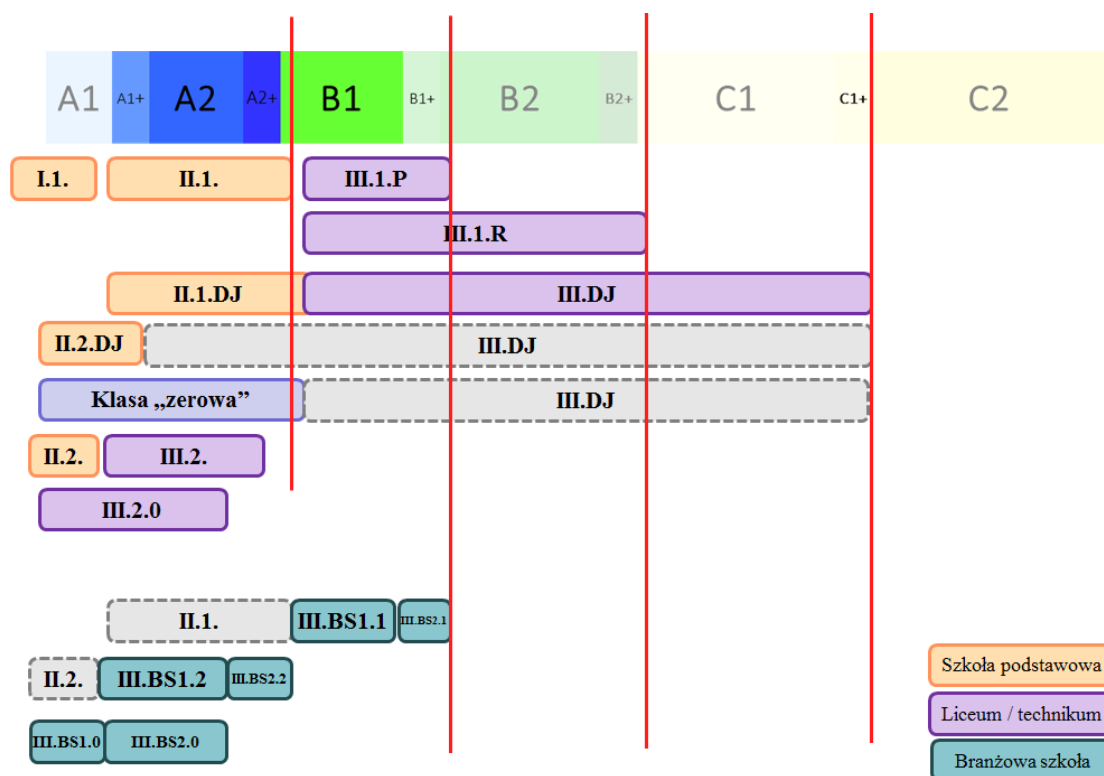 A1 A1+ A2 A2+ B1 B1+ B2 B2+ C1 C1+ C2
I.1. II.1. III.1.P
III.1.R
II.1.DJ III.DJ
II.2.DJ III.DJ
Klasa „zerowa” III.DJ
II.2. III.2.
III.2.0
II.1. III.BS1.1 III.BS2.1
II.2. III.BS1.2 III.BS2.2
III.BS1.0 III.BS2.0
Szkoła podstawowa
Liceum / technikum
Branżowa szkoła